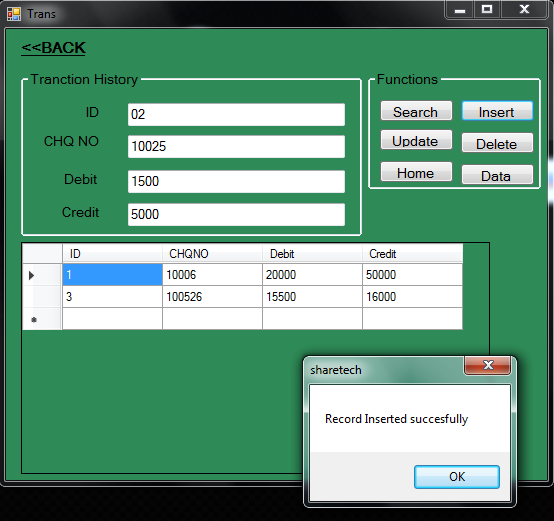 Trans
<<BACK
Tranction History
ID 02
CHQ NO 10025
Debit 1500
Credit 5000
Functions
Search Insert
Update Delete
Home Data
ID CHQNO Debit Credit
1 10006 20000 50000
3 100526 15500 16000
sharetech
Record Inserted succesfully
OK